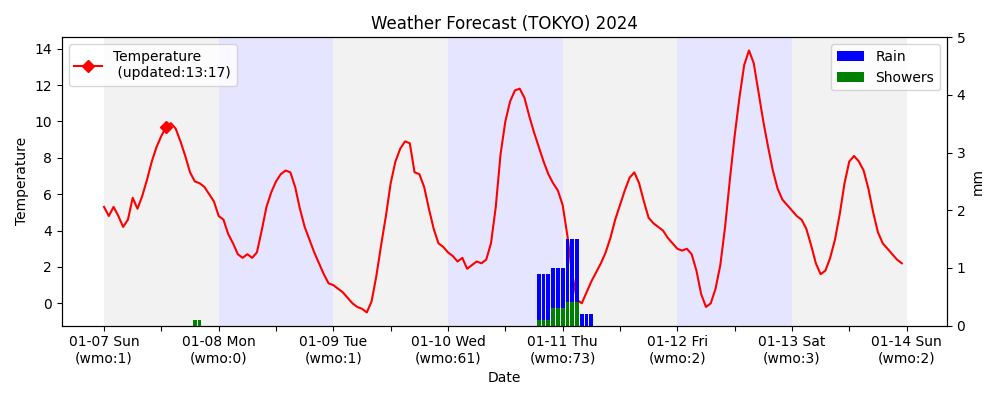 Weather Forecast (TOKYO) 2024
Temperature
(updated:13:17)
Rain
Showers
14
12
10
8
6
4
2
0
Temperature
5
4
3
2
1
0
mm
01-07 Sun 01-08 Mon 01-09 Tue 01-10 Wed 01-11 Thu 01-12 Fri 01-13 Sat 01-14 Sun
(wmo:1) (wmo:0) (wmo:1) (wmo:61) (wmo:73) (wmo:2) (wmo:3) (wmo:2)
Date